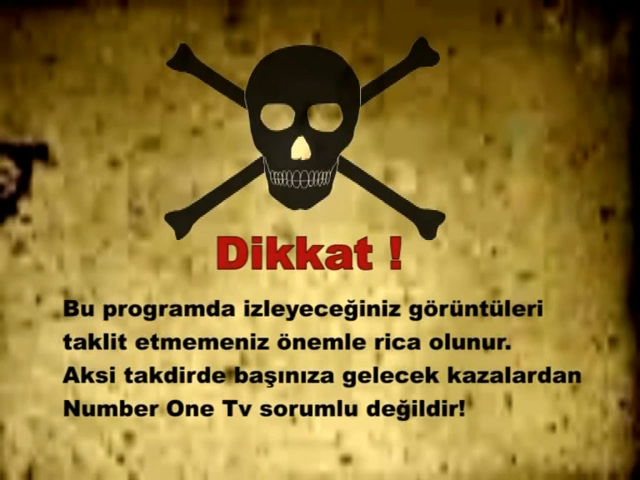 Dikkat !
Bu programda izleyeceğiniz görüntüleri
taklit etmemeniz önemle rica olunur.
Aksi takdirde başınıza gelecek kazalardan
Number One Tv sorumlu değildir!